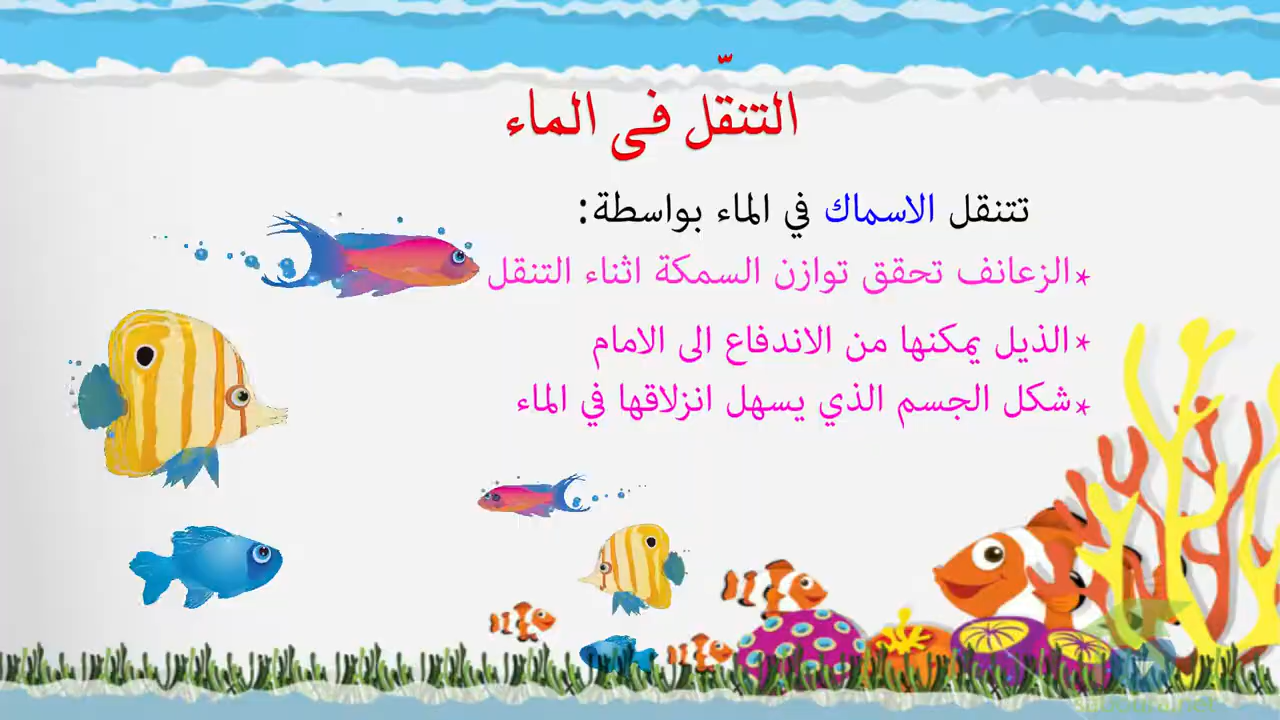 التنقّل فى الماء
تتنقل الاسماك في الماء بواسطة:
*الزعانف تحقق توازن السمكة اثناء التنقل
*الذيل يمكنها من الاندفاع الى الامام
*شكل الجسم الذي يسهل انزلاقها في الماء